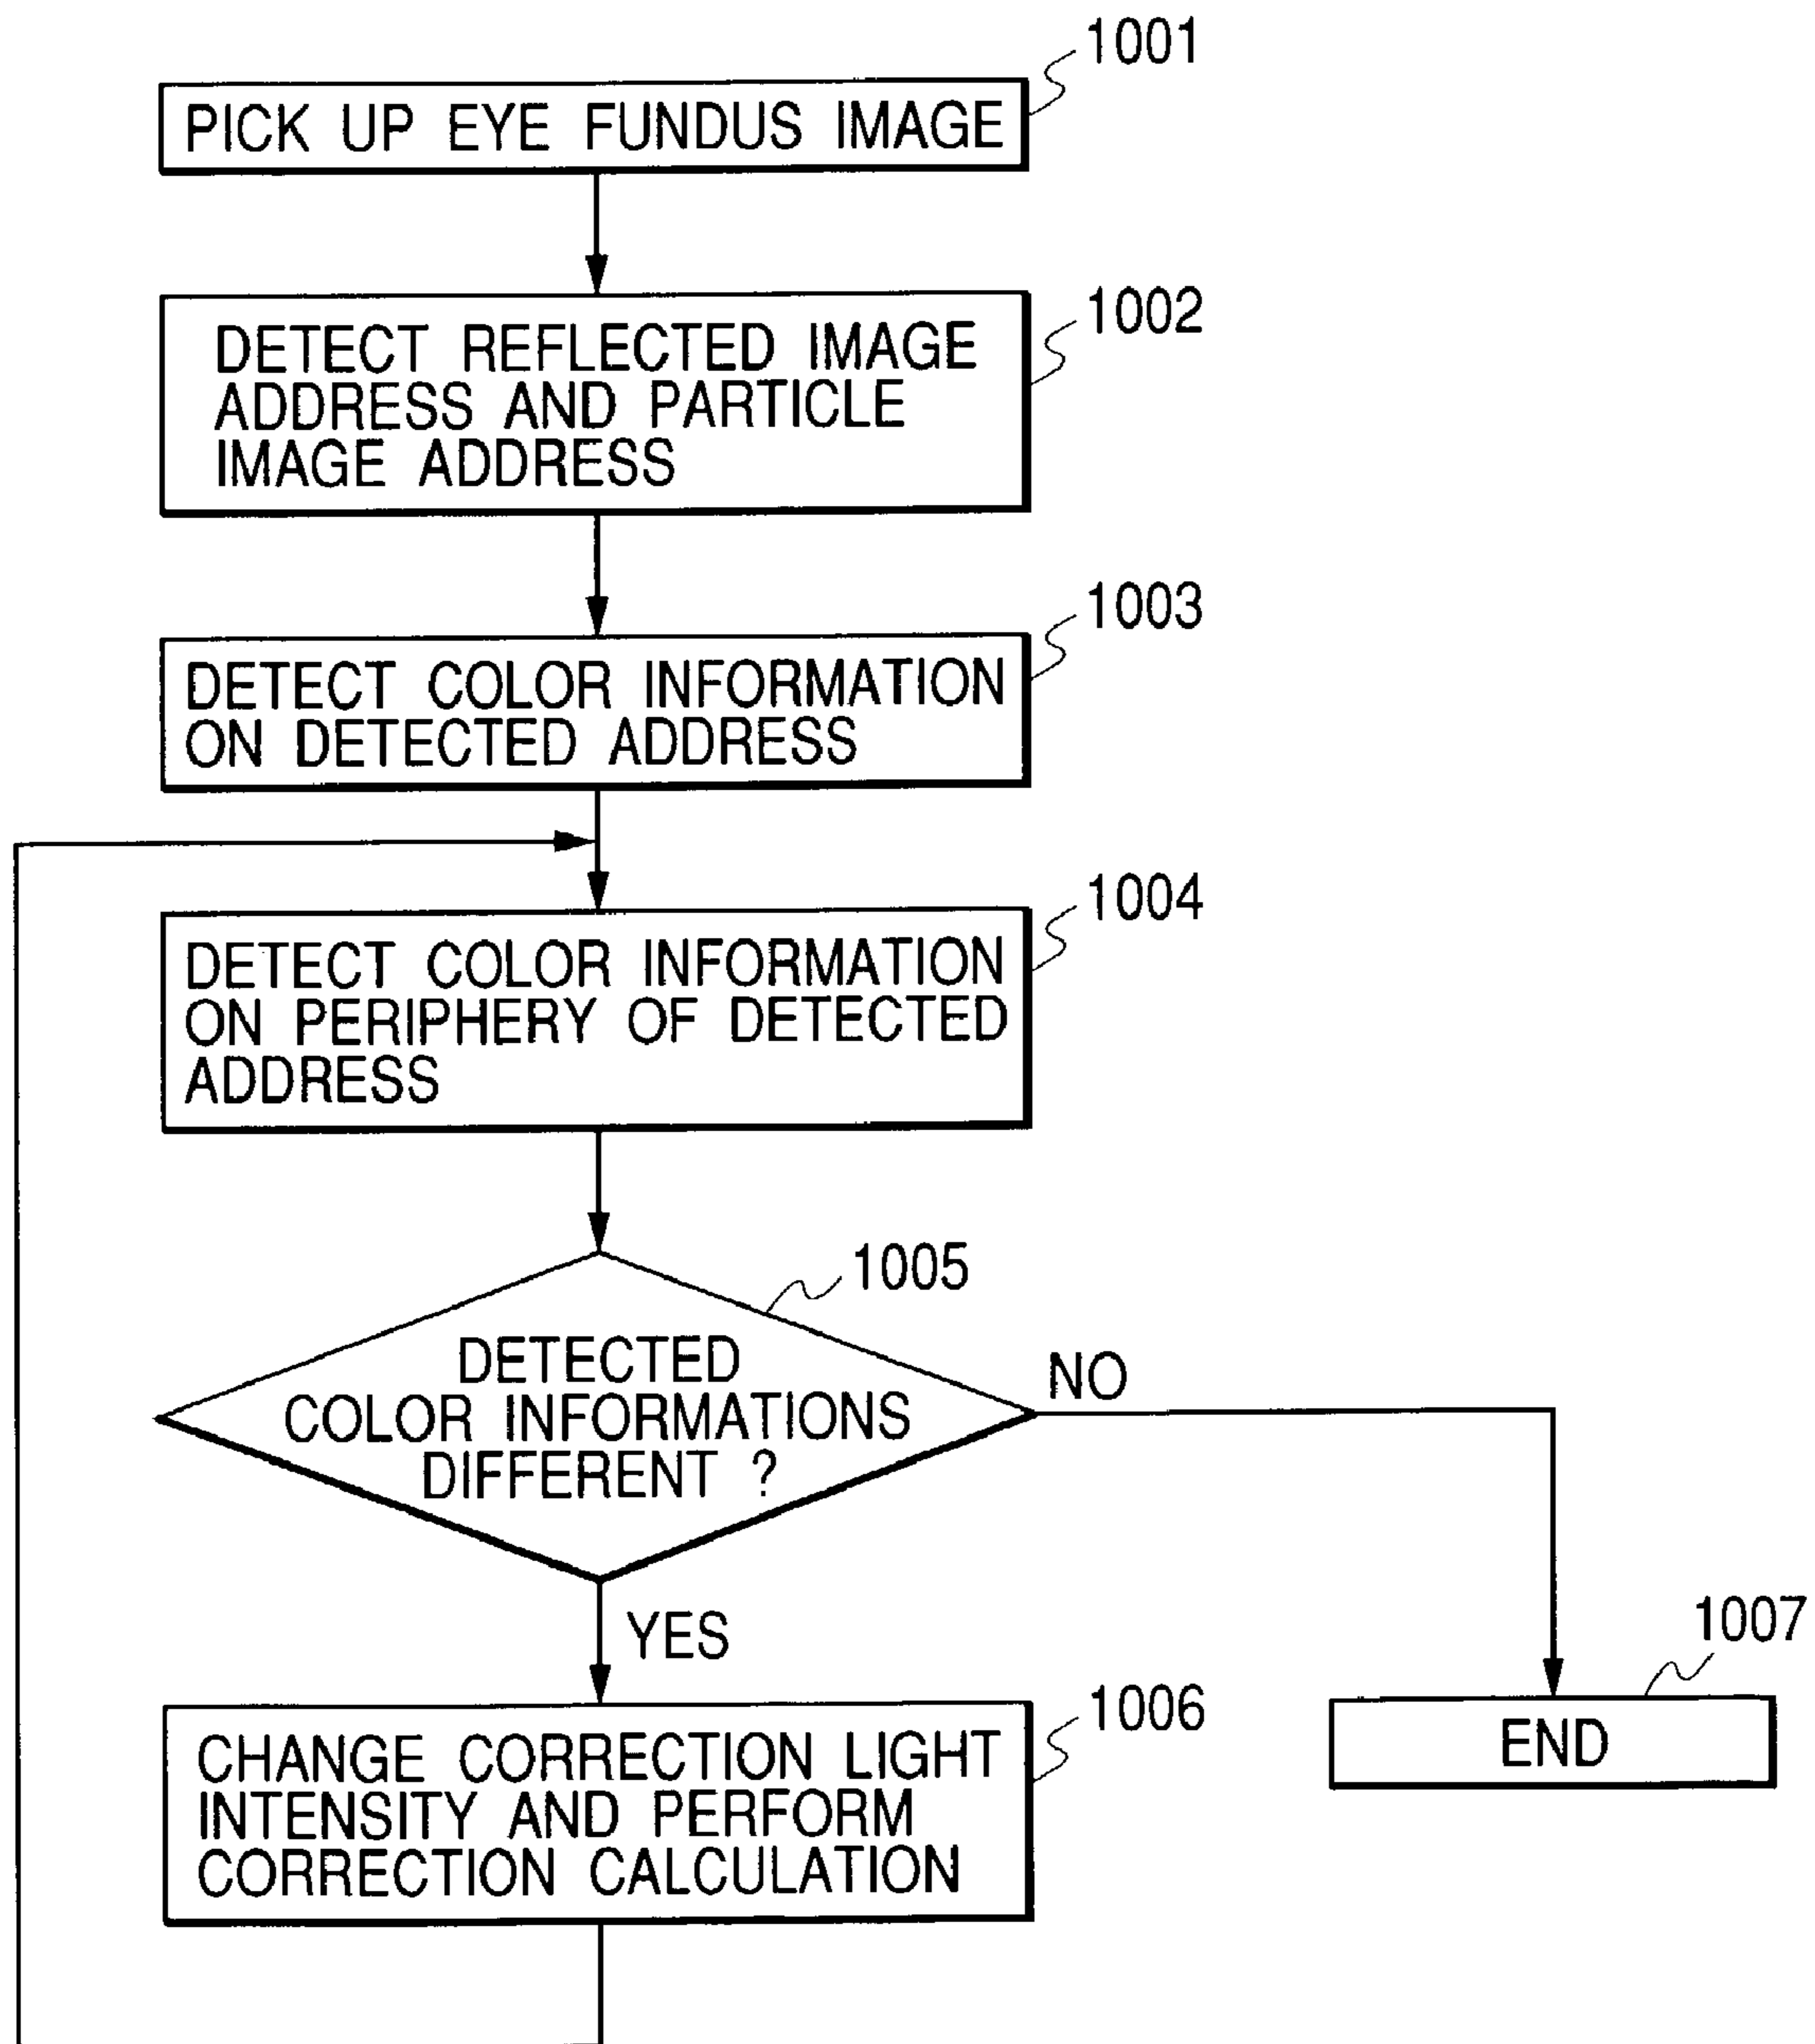 1001
PICK UP EYE FUNDUS IMAGE
1002
DETECT REFLECTED IMAGE
ADDRESS AND PARTICLE
IMAGE ADDRESS
1003
DETECT COLOR INFORMATION
ON DETECTED ADDRESS
1004
DETECT COLOR INFORMATION
ON PERIPHERY OF DETECTED
ADDRESS
1005
DETECTED
COLOR INFORMATIONS
DIFFERENT ?
NO
YES
1006
CHANGE CORRECTION LIGHT
INTENSITY AND PERFORM
CORRECTION CALCULATION
1007
END